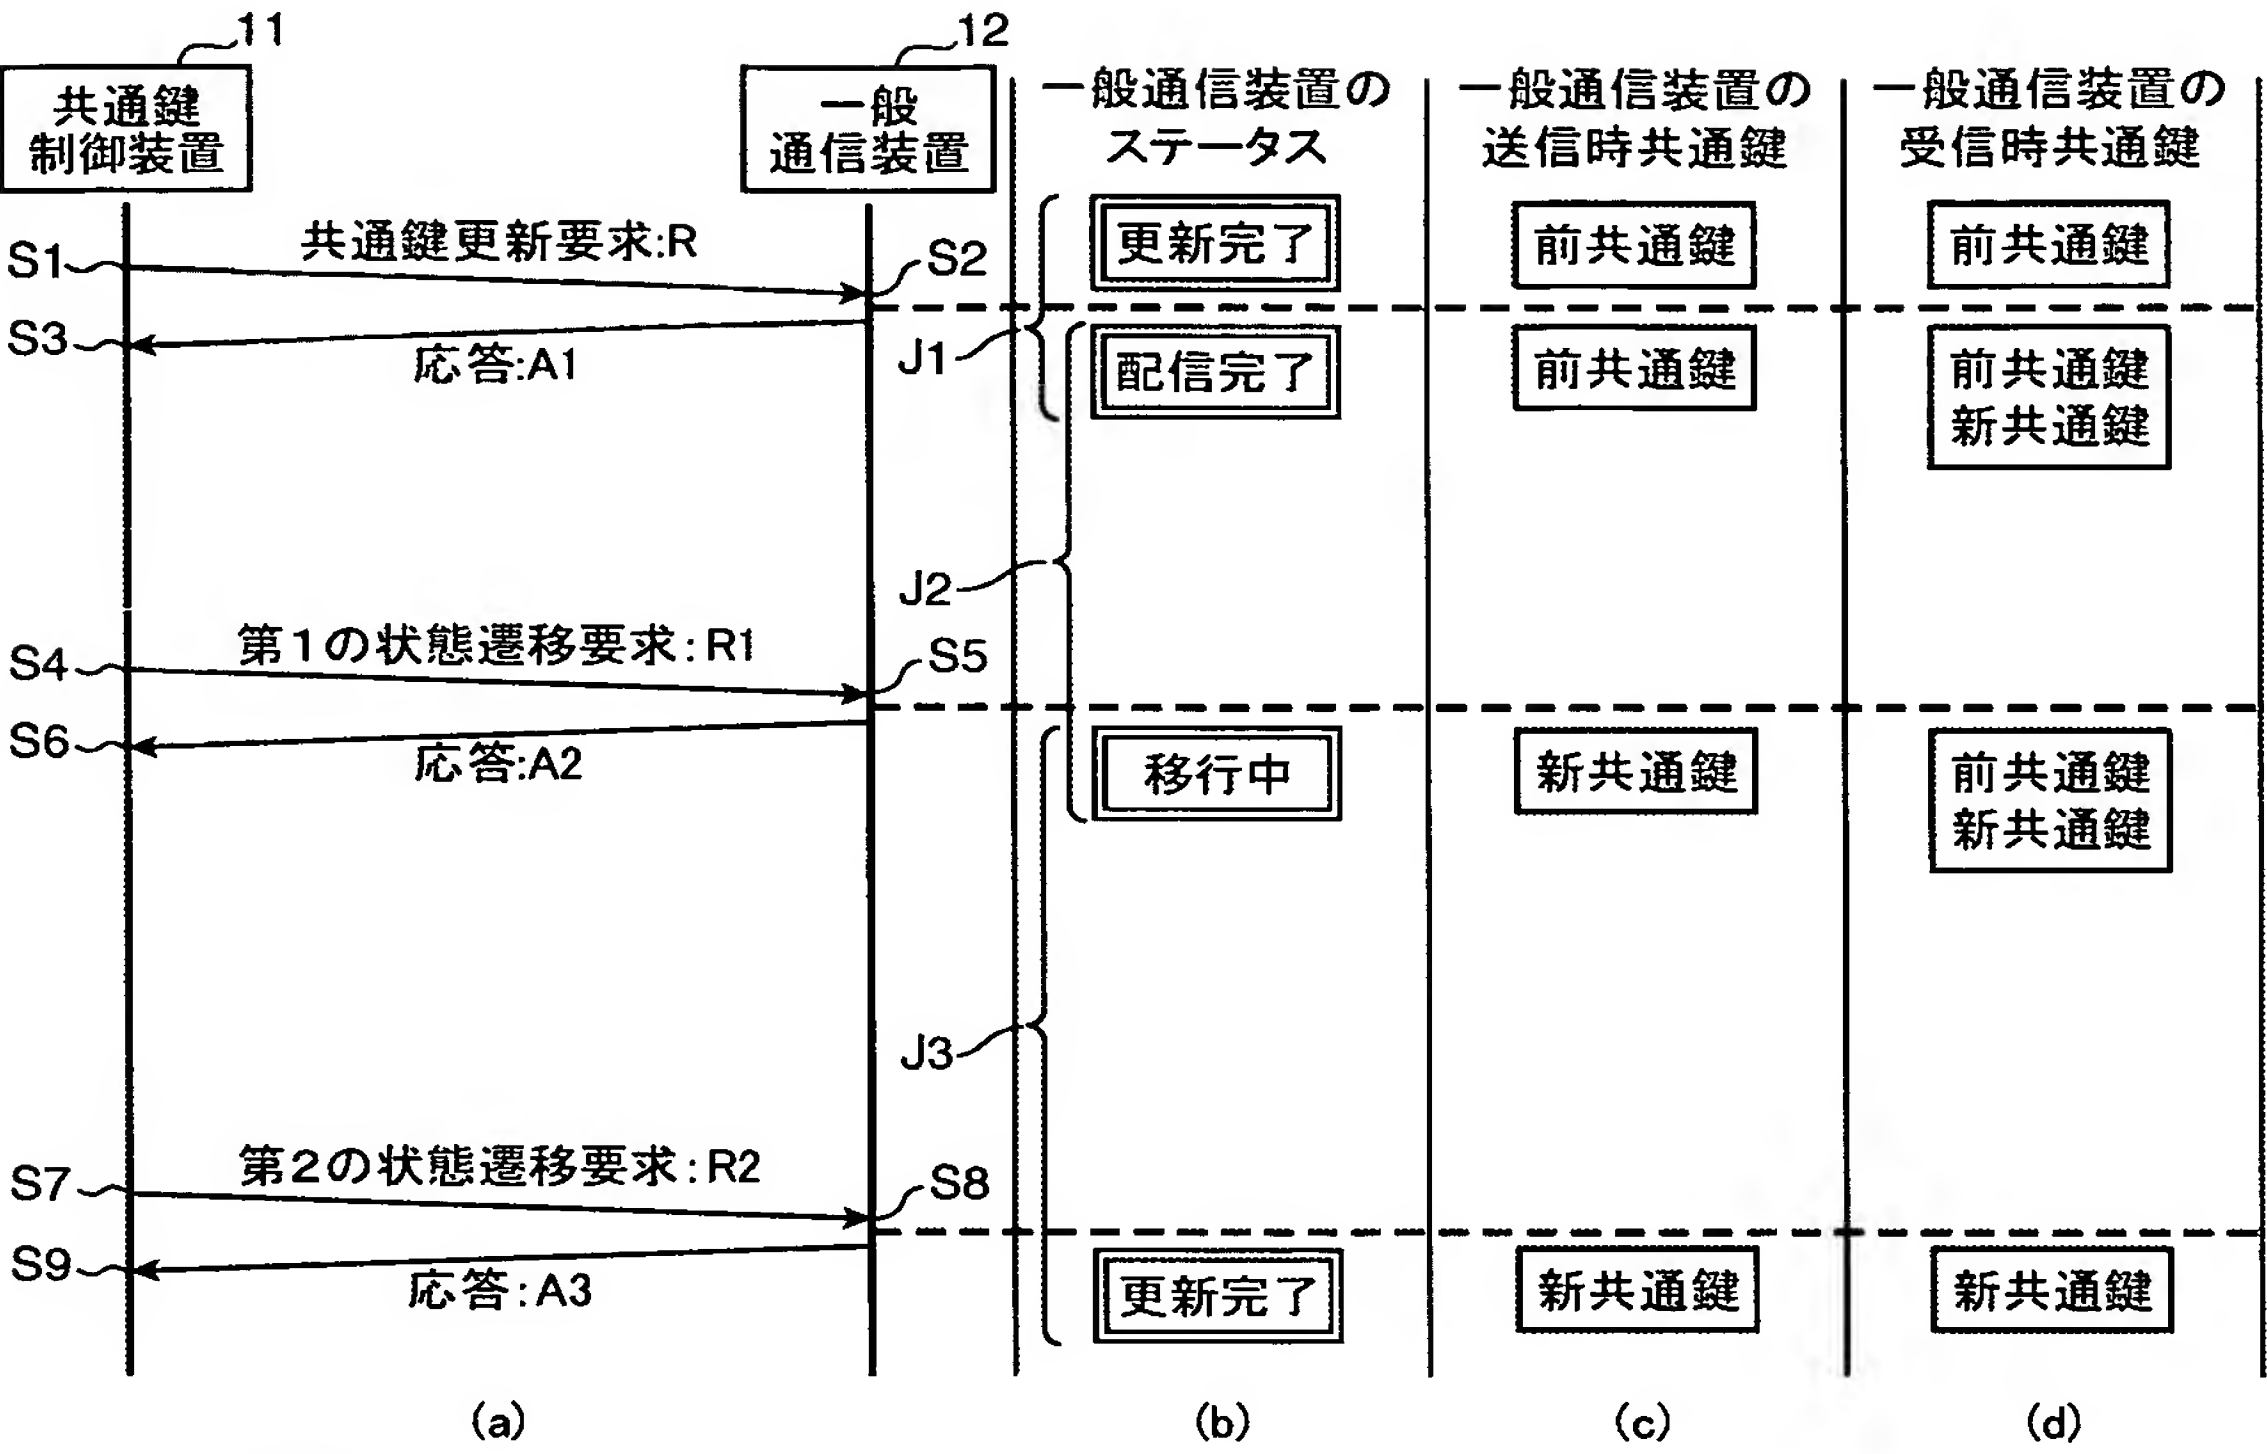 11
12
共通鍵
制御装置
一般
通信装置
一般通信装置の
ステータス
一般通信装置の
送信時共通鍵
一般通信装置の
受信時共通鍵
S1
共通鍵更新要求:R
S2
更新完了
前共通鍵
前共通鍵
S3
応答:A1
J1
配信完了
前共通鍵
前共通鍵
新共通鍵
J2
S4
第1の状態遷移要求:R1
S5
S6
応答:A2
移行中
新共通鍵
前共通鍵
新共通鍵
J3
S7
第2の状態遷移要求:R2
S8
S9
応答:A3
更新完了
新共通鍵
新共通鍵
(a)
(b)
(c)
(d)